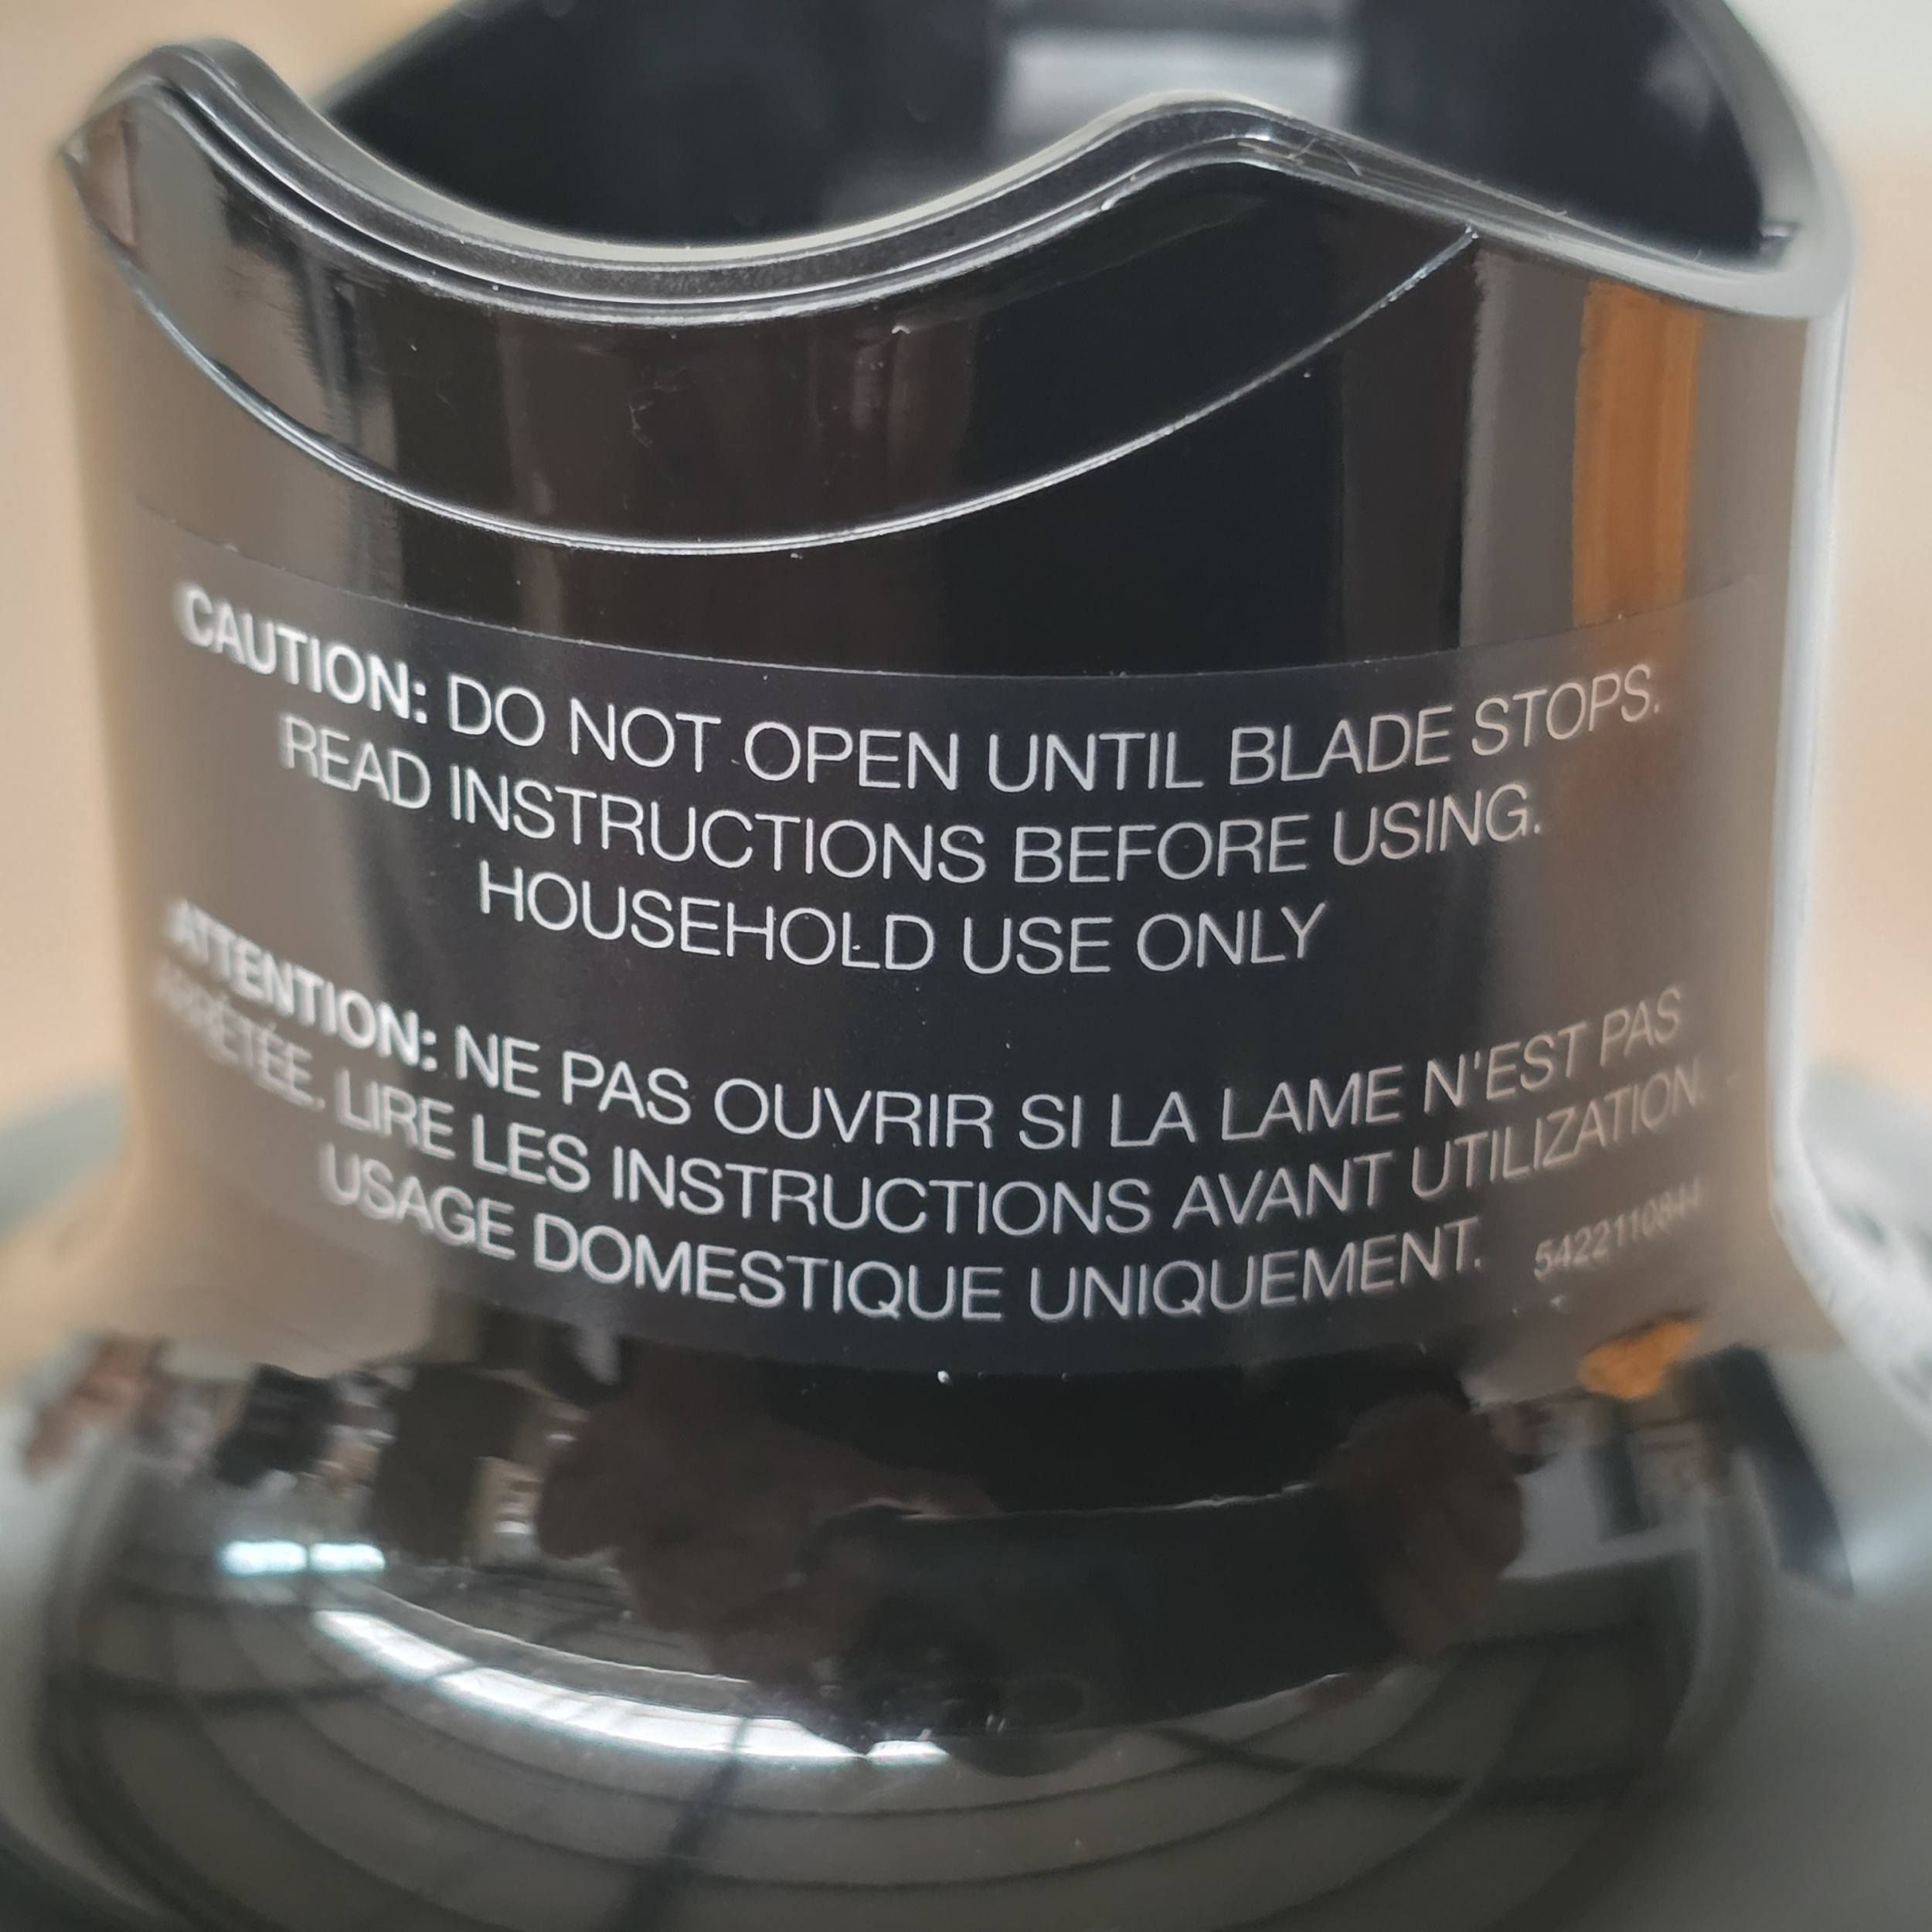 CAUTION: DO NOT OPEN UNTIL BLADE STOPS.
READ INSTRUCTIONS BEFORE USING.
HOUSEHOLD USE ONLY
ATTENTION: NE PAS OUVRIR SI LA LAME N'EST PAS
ARRÊTÉE. LIRE LES INSTRUCTIONS AVANT UTILIZATION.
USAGE DOMESTIQUE UNIQUEMENT. 5422110844